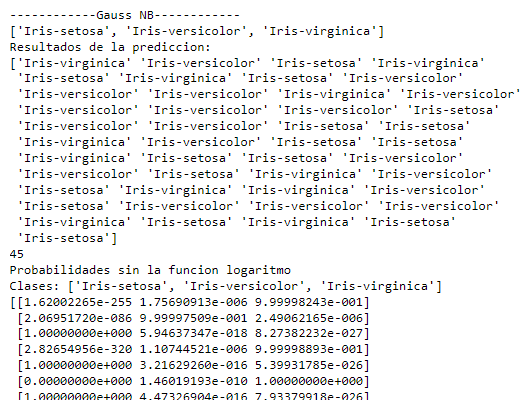 ------------Gauss NB------------
['Iris-setosa', 'Iris-versicolor', 'Iris-virginica']
Resultados de la prediccion:
['Iris-virginica' 'Iris-versicolor' 'Iris-setosa' 'Iris-virginica'
'Iris-setosa' 'Iris-virginica' 'Iris-setosa' 'Iris-versicolor'
'Iris-versicolor' 'Iris-versicolor' 'Iris-virginica' 'Iris-versicolor'
'Iris-versicolor' 'Iris-versicolor' 'Iris-versicolor' 'Iris-setosa'
'Iris-versicolor' 'Iris-versicolor' 'Iris-setosa' 'Iris-setosa'
'Iris-virginica' 'Iris-versicolor' 'Iris-setosa' 'Iris-setosa'
'Iris-virginica' 'Iris-setosa' 'Iris-setosa' 'Iris-versicolor'
'Iris-versicolor' 'Iris-setosa' 'Iris-virginica' 'Iris-versicolor'
'Iris-setosa' 'Iris-virginica' 'Iris-virginica' 'Iris-versicolor'
'Iris-setosa' 'Iris-versicolor' 'Iris-versicolor' 'Iris-versicolor'
'Iris-virginica' 'Iris-setosa' 'Iris-virginica' 'Iris-setosa'
'Iris-setosa']
45
Probabilidades sin la funcion logaritmo
Clases: ['Iris-setosa', 'Iris-versicolor', 'Iris-virginica']
[[1.62002265e-255 1.75690913e-006 9.99998243e-001]
[2.06951720e-086 9.99997509e-001 2.49062165e-006]
[1.00000000e+000 5.94637347e-018 8.27382232e-027]
[2.82654956e-320 1.10744521e-006 9.99998893e-001]
[1.00000000e+000 3.21629260e-016 5.39931785e-026]
[0.00000000e+000 1.46019193e-010 1.00000000e+000]
[1.00000000e+000 4.47326904e-016 7.93379918e-026]